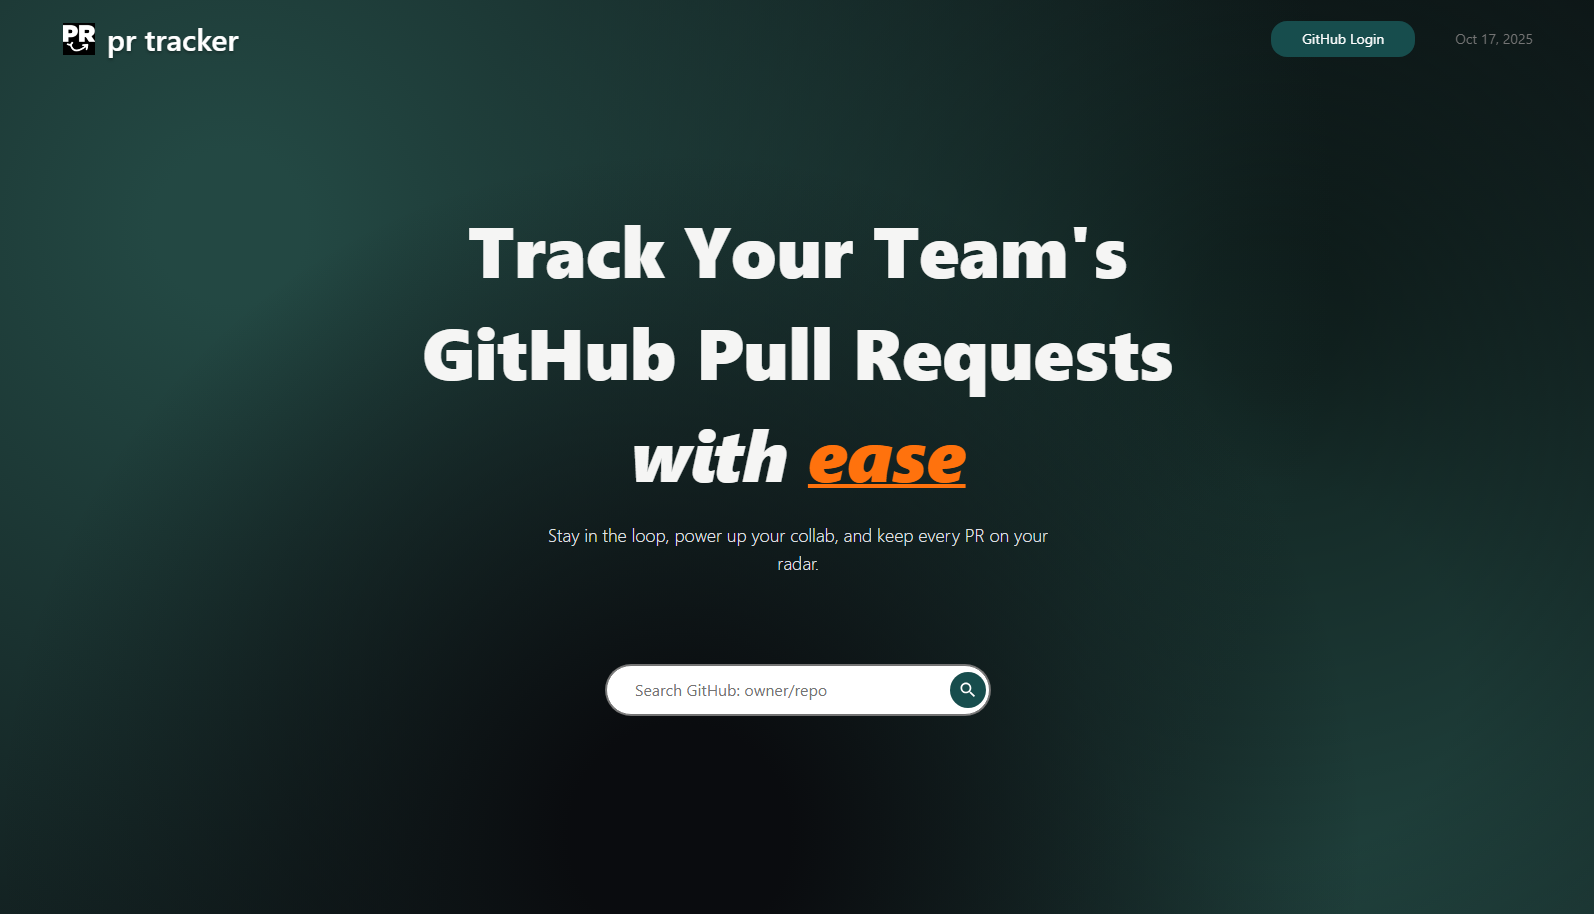 PR pr tracker
GitHub Login
Oct 17, 2025
Track Your Team's
GitHub Pull Requests
with ease
Stay in the loop, power up your collab, and keep every PR on your
radar.
Search GitHub: owner/repo